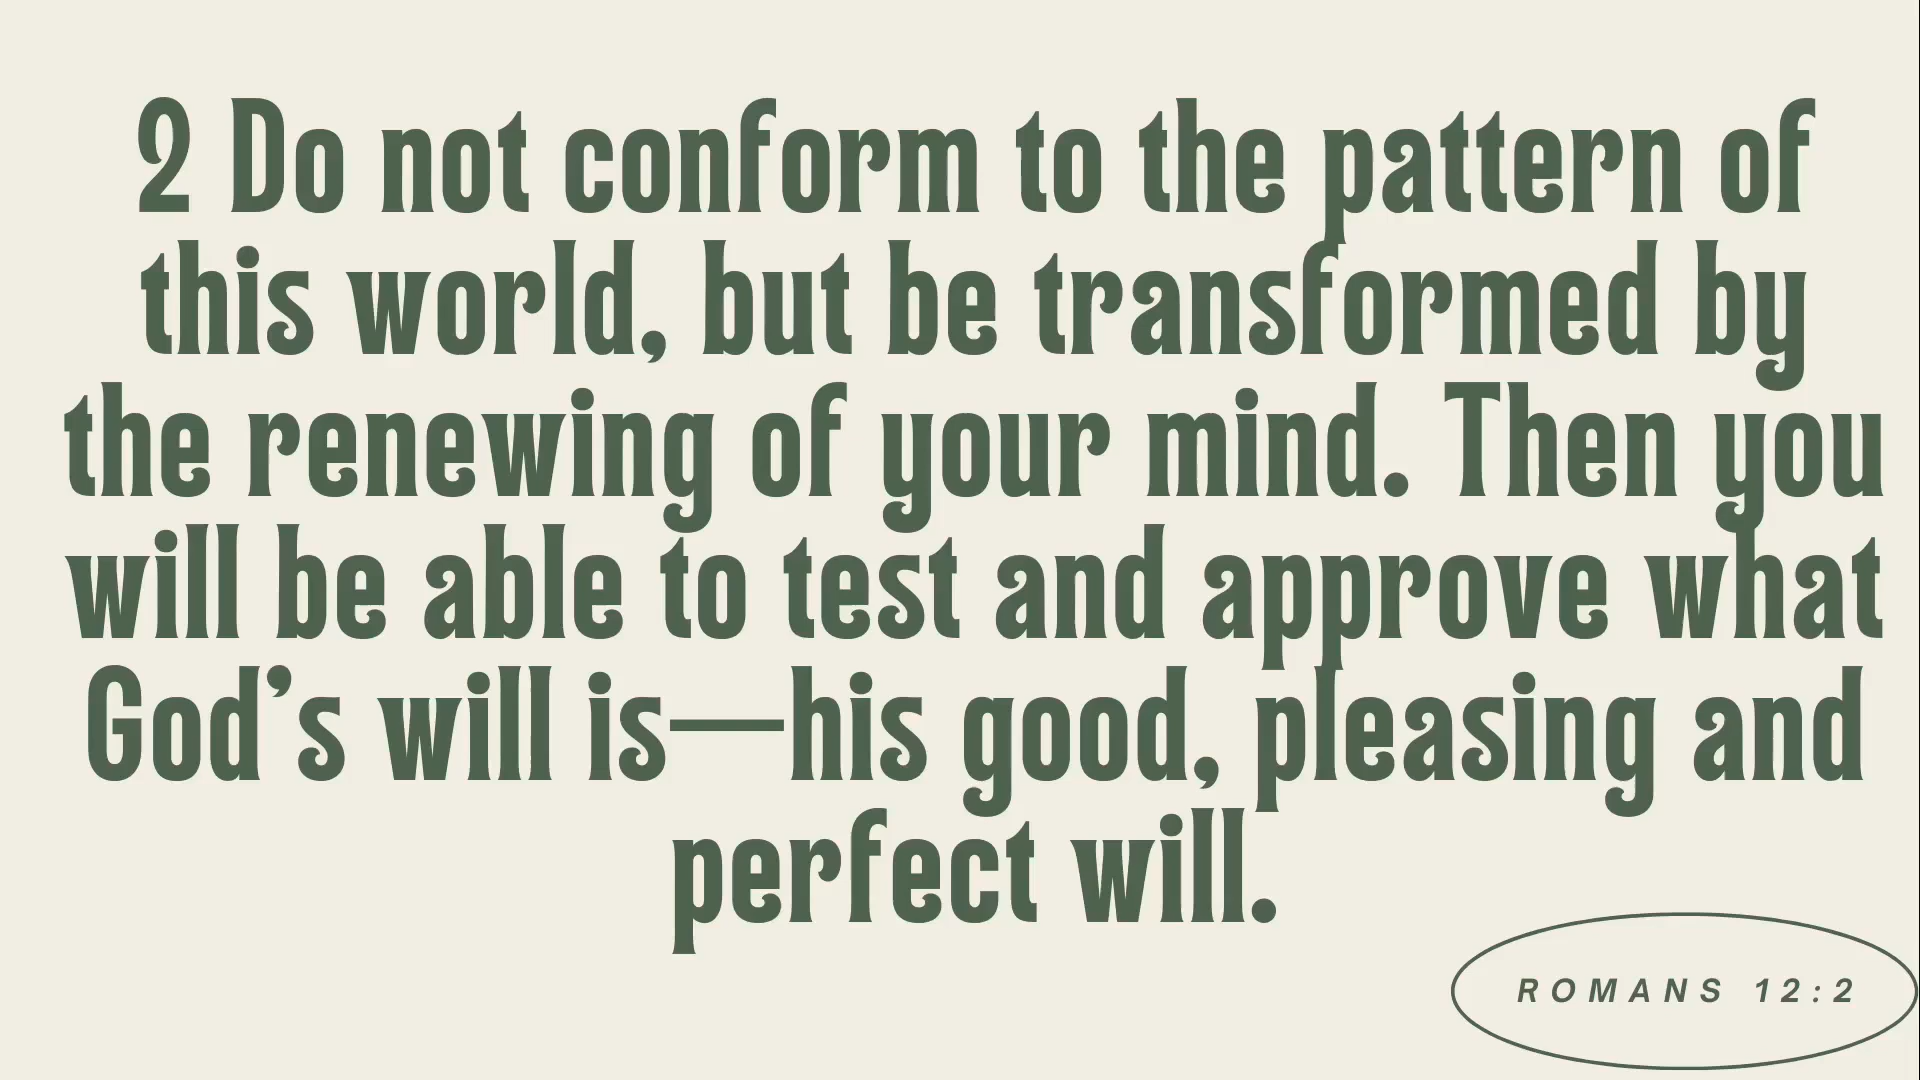 2 Do not conform to the pattern of
this world, but be transformed by
the renewing of your mind. Then you
will be able to test and approve what
God’s will is—his good, pleasing and
perfect will.
ROMANS 12:2